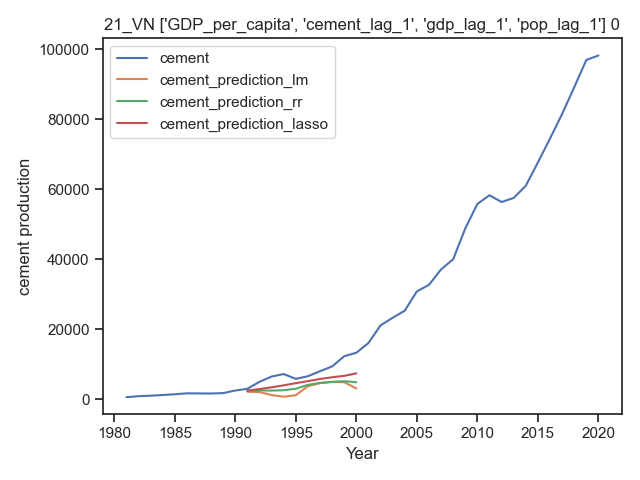 21_VN ['GDP_per_capita', 'cement_lag_1', 'gdp_lag_1', 'pop_lag_1'] 0
cement
cement_prediction_lm
cement_prediction_rr
cement_prediction_lasso
cement production
100000
80000
60000
40000
20000
0
1980 1985 1990 1995 2000 2005 2010 2015 2020
Year